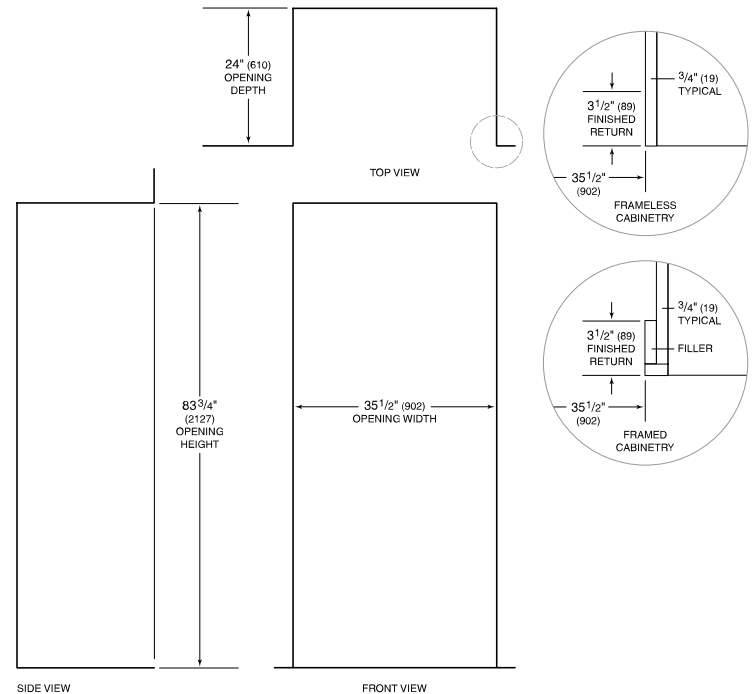 24" (610)
OPENING
DEPTH
TOP VIEW
3/4" (19)
TYPICAL
3 1/2" (89)
FINISHED
RETURN
35 1/2"
(902)
FRAMELESS
CABINETRY
83 3/4"
(2127)
OPENING
HEIGHT
35 1/2" (902)
OPENING WIDTH
3/4" (19)
TYPICAL
3 1/2" (89)
FINISHED
RETURN
FILLER
35 1/2"
(902)
FRAMED
CABINETRY
SIDE VIEW
FRONT VIEW